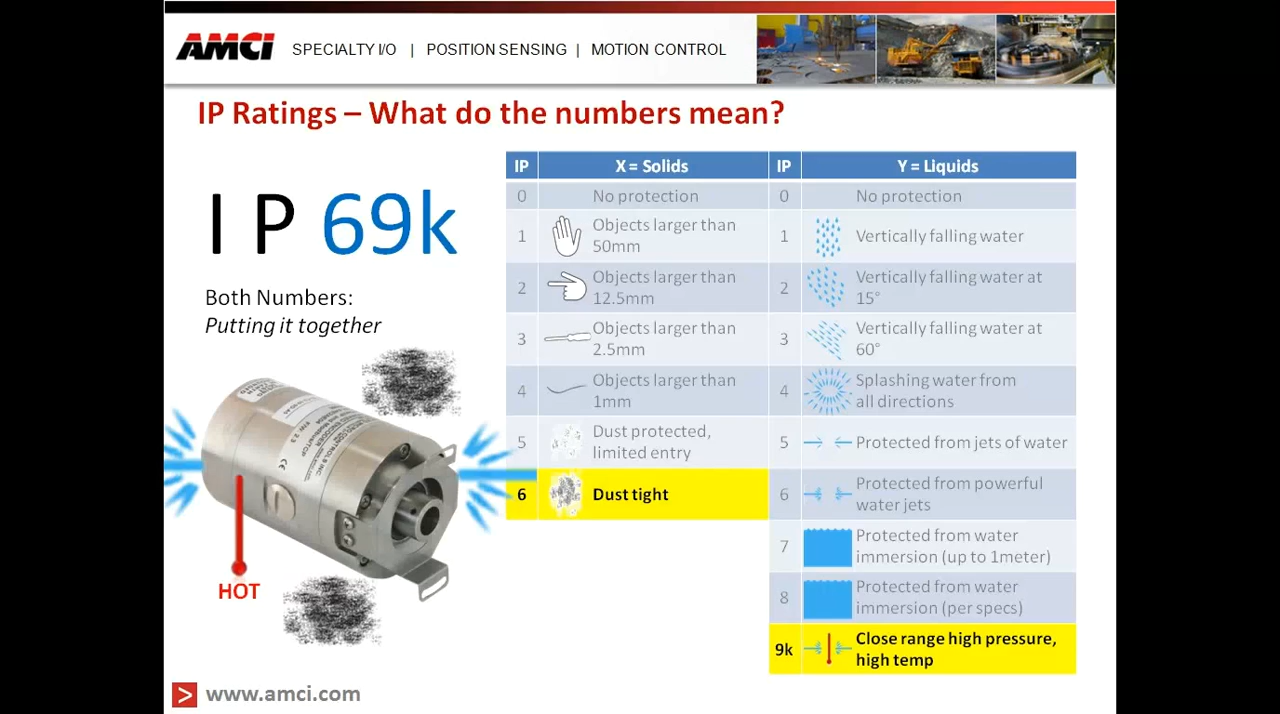 AMCI
SPECIALTY I/O | POSITION SENSING | MOTION CONTROL
IP Ratings – What do the numbers mean?
I P 69k
Both Numbers:
Putting it together
HOT
IP X = Solids IP Y = Liquids
0 No protection 0 No protection
1 Objects larger than
50mm
1 Vertically falling water
2 Objects larger than
12.5mm
2 Vertically falling water at
15°
3 Objects larger than
2.5mm
3 Vertically falling water at
60°
4 Objects larger than
1mm
4 Splashing water from
all directions
5 Dust protected,
limited entry
5 Protected from jets of water
6 Dust tight
6 Protected from powerful
water jets
7 Protected from water
immersion (up to 1meter)
8 Protected from water
immersion (per specs)
9k Close range high pressure,
high temp
> www.amci.com